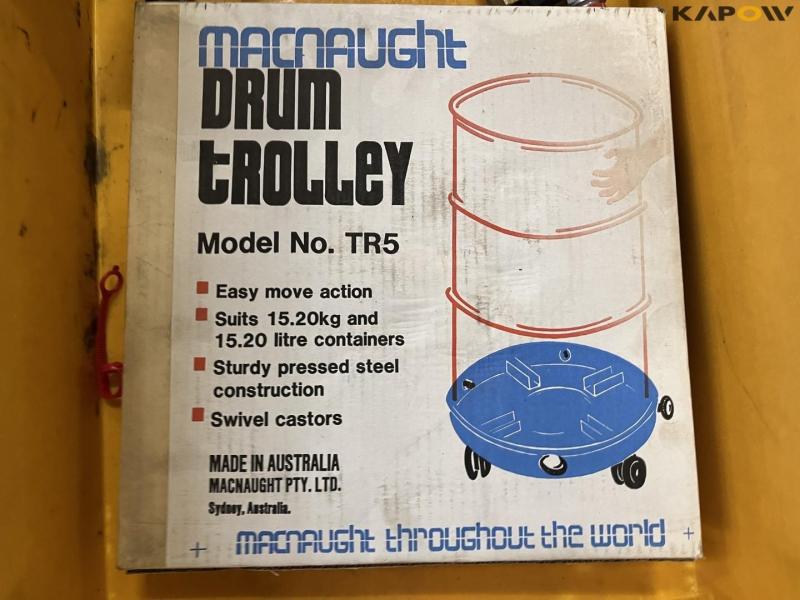 KAPOW
macnaught
DRUM
tROLLeY
Model No. TR5
Easy move action
Suits 15.20kg and
15.20 litre containers
Sturdy pressed steel
construction
Swivel castors
MADE IN AUSTRALIA
MACNAUGHT PTY. LTD.
Sydney, Australia.
macnaught throughout the world